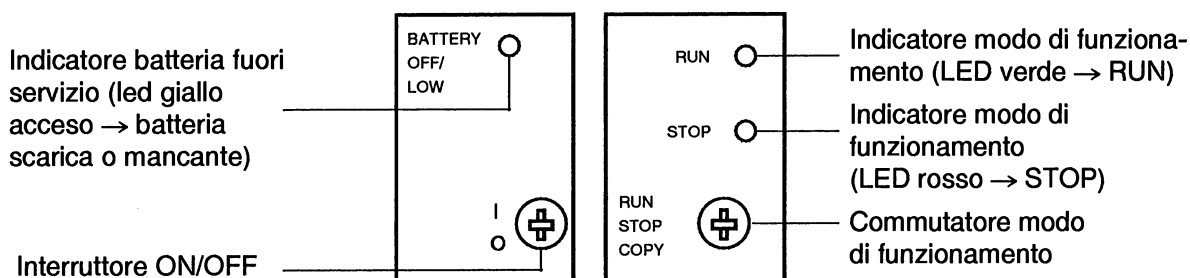 Indicatore batteria fuori
servizio (led giallo
acceso → batteria
scarica o mancante)
Interruttore ON/OFF
BATTERY
OFF/
LOW
I
O
RUN
STOP
RUN
STOP
COPY
Indicatore modo di funziona-
mento (LED verde → RUN)
Indicatore modo di
funzionamento
(LED rosso → STOP)
Commutatore modo
di funzionamento